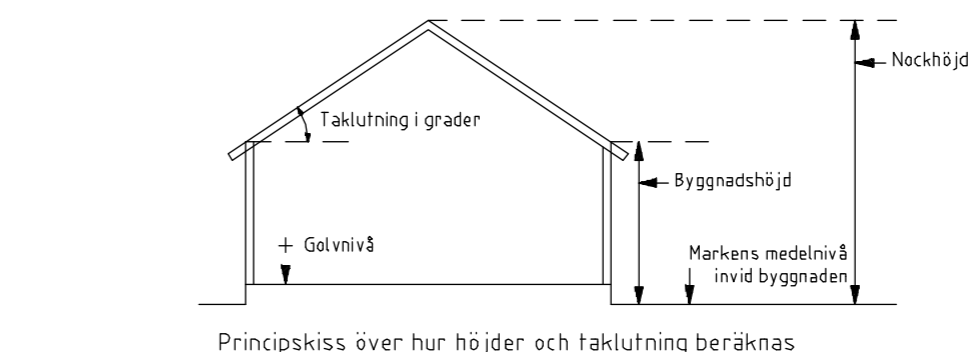 Nockhöjd
Taklutning i grader
Byggnadshöjd
+ Golvnivå
Markens medelnivå
invid byggnaden
Principskiss över hur höjder och taklutning beräknas